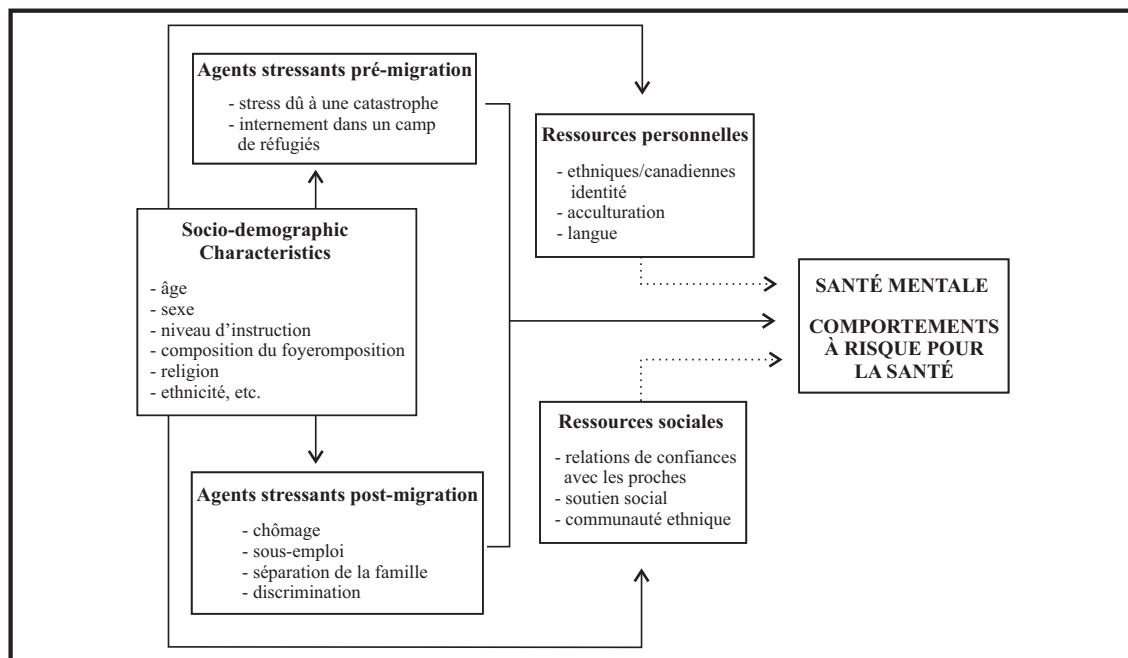 Agents stressants pré-migration
- stress dû à une catastrophe
- internement dans un camp
de réfugiés
Socio-demographic
Characteristics
- âge
- sexe
- niveau d’instruction
- composition du foyeromposition
- religion
- ethnicité, etc.
Agents stressants post-migration
- chômage
- sous-emploi
- séparation de la famille
- discrimination
Ressources personnelles
- ethniques/canadiennes
identité
- acculturation
- langue
Ressources sociales
- relations de confiances
avec les proches
- soutien social
- communauté ethnique
SANTÉ MENTALE
COMPORTEMENTS
À RISQUE POUR
LA SANTÉ